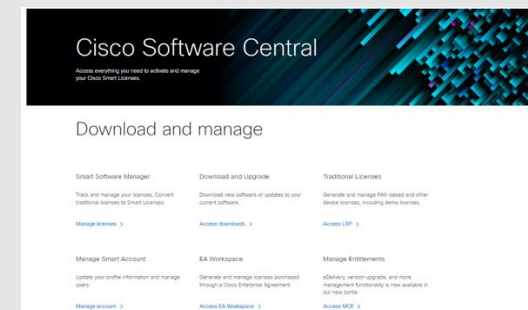 Cisco Software Central
Access everything you need to activate and manage
your Cisco Smart Licenses.
Download and manage
Smart Software Manager
Track and manage your licenses. Convert
traditional licenses to Smart Licenses.
Manage licenses >
Download and Upgrade
Download new software or updates to your
current software.
Access downloads >
Traditional Licenses
Generate and manage PAK-based and other
device licenses, including demo licenses.
Access LRP >
Manage Smart Account
Update your profile information and manage
users.
Manage account >
EA Workspace
Generate and manage licenses purchased
through a Cisco Enterprise Agreement.
Access EA Workspace >
Manage Entitlements
eDelivery, version upgrade, and more
management functionality is now available in
our new portal.
Access MCE >